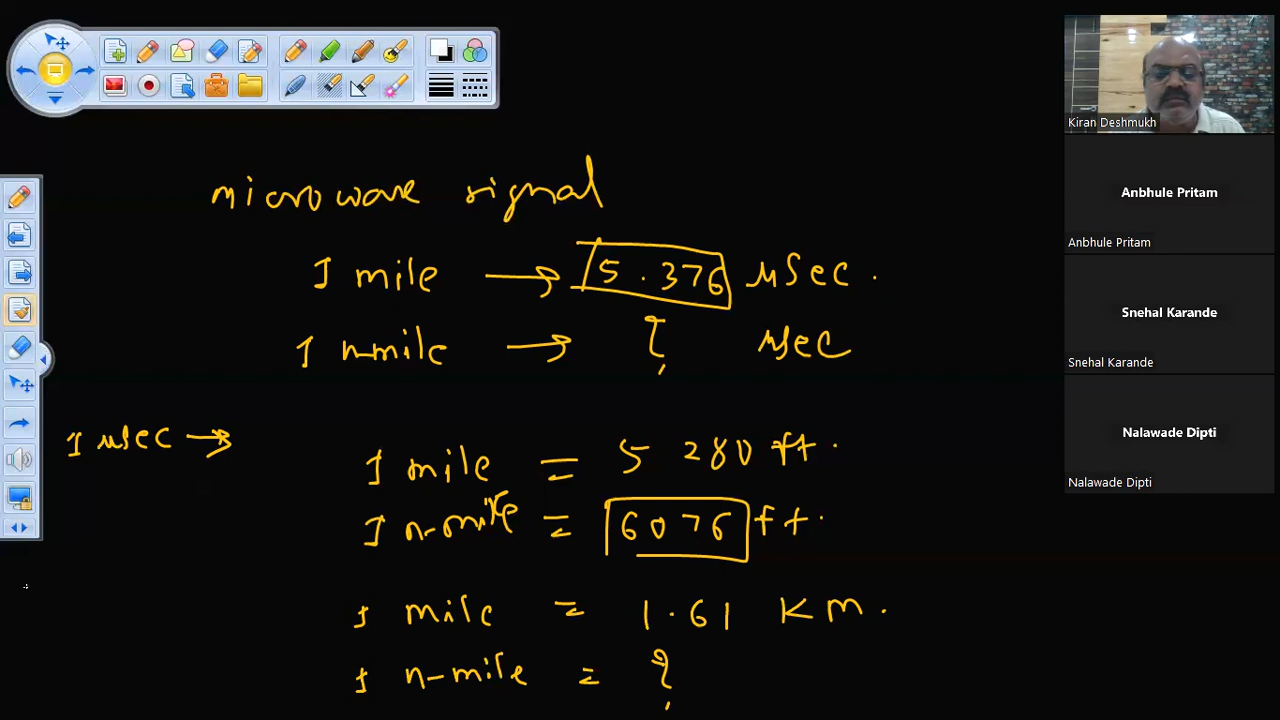 microwave signal
1 mile → 5.376 μsec.
1 n-mile → ? μsec
1 μsec →
1 mile = 5280 ft.
1 n-mile = 6076 ft.
1 mile = 1.61 KM.
1 n-mile = ?
Kiran Deshmukh
Anbhule Pritam
Anbhule Pritam
Snehal Karande
Snehal Karande
Nalawade Dipti
Nalawade Dipti